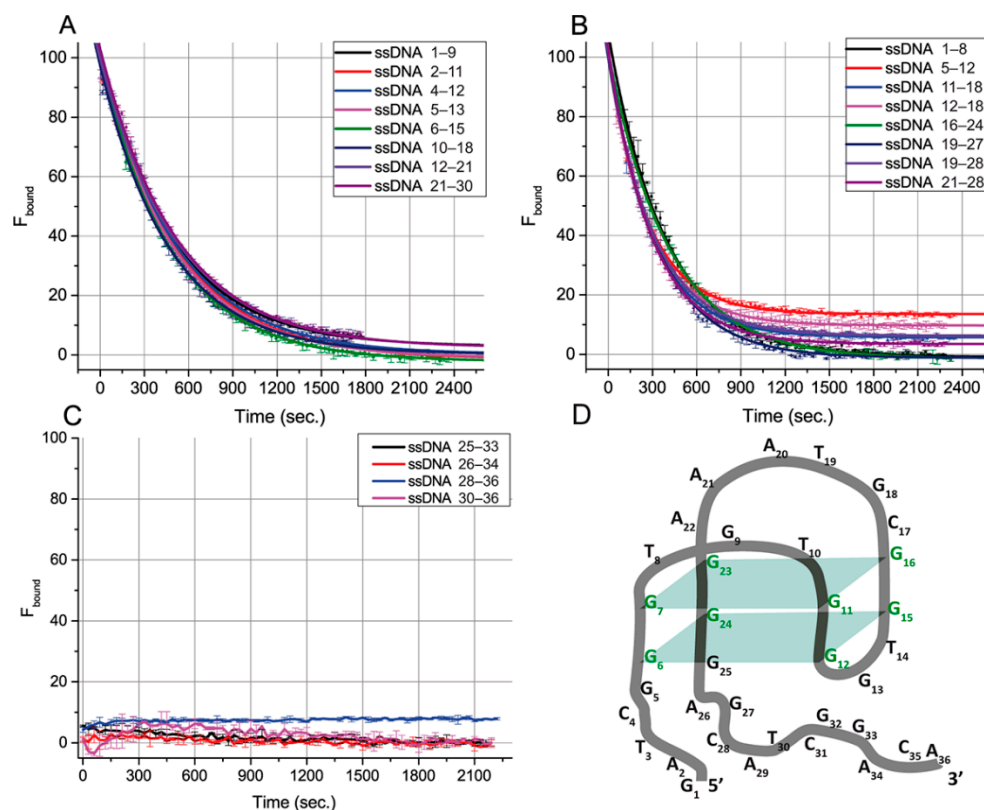 A
100
80
60
40
20
0
F bound
0 300 600 900 1200 1500 1800 2100 2400
Time (sec.)
ssDNA 1–9
ssDNA 2–11
ssDNA 4–12
ssDNA 5–13
ssDNA 6–15
ssDNA 10–18
ssDNA 12–21
ssDNA 21–30
B
100
80
60
40
20
0
F bound
0 300 600 900 1200 1500 1800 2100 2400
Time (sec.)
ssDNA 1–8
ssDNA 5–12
ssDNA 11–18
ssDNA 12–18
ssDNA 16–24
ssDNA 19–27
ssDNA 19–28
ssDNA 21–28
C
100
80
60
40
20
0
F bound
0 300 600 900 1200 1500 1800 2100
Time (sec.)
ssDNA 25–33
ssDNA 26–34
ssDNA 28–36
ssDNA 30–36
D
A20
T19
A21
G18
A22
C17
G9
T8
T10
G16
G23
G7
G11
G24
G15
G6
G25
G12
T14
G13
G5
A26
G27
C4
G32
G33
T3
C28
T30
C31
A29
A34
C35
A36
A2
G1
5’
3’